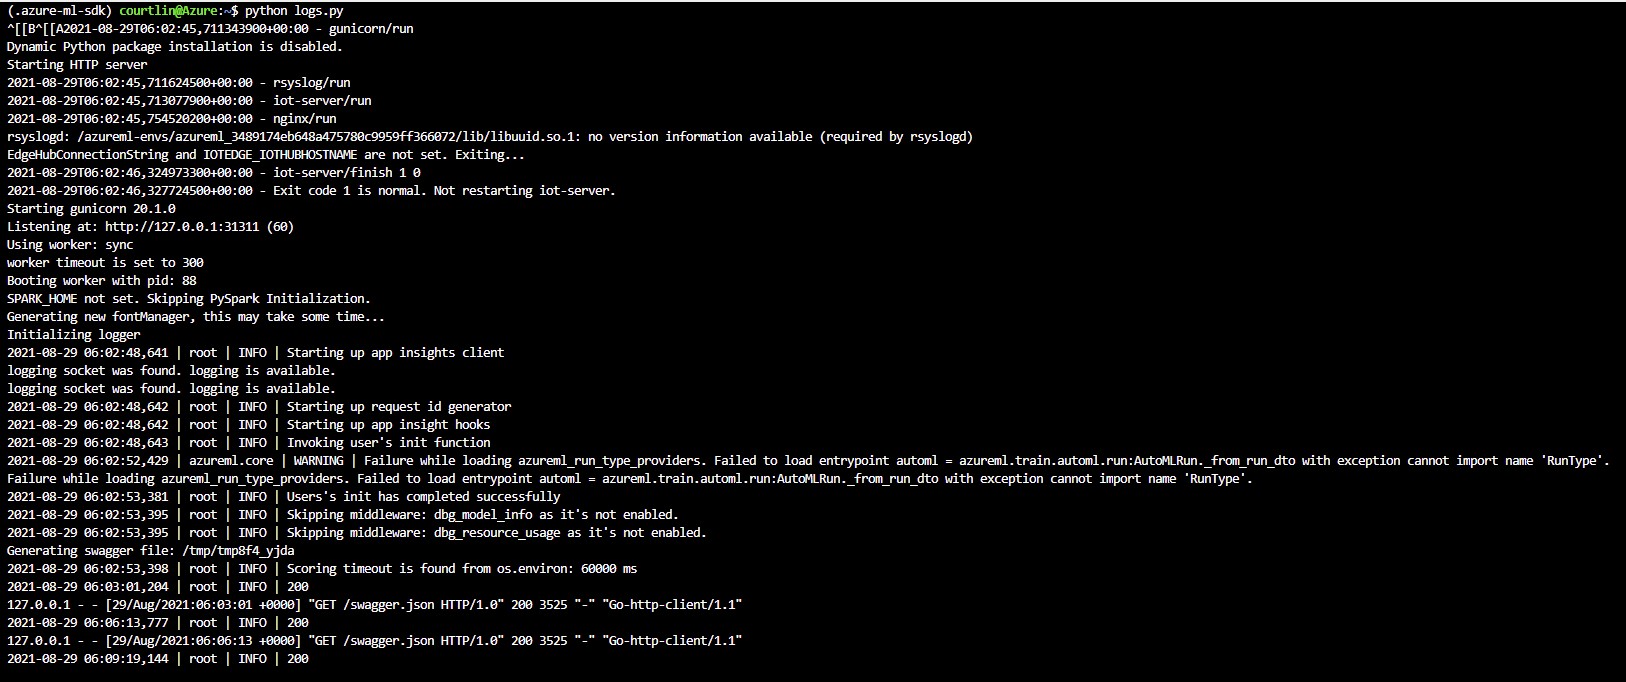 (.azure-ml-sdk) courtlin@Azure:~$ python logs.py
^[[B^[[A2021-08-29T06:02:45,711343900+00:00 - gunicorn/run
Dynamic Python package installation is disabled.
Starting HTTP server
2021-08-29T06:02:45,711624500+00:00 - rsyslog/run
2021-08-29T06:02:45,713077900+00:00 - iot-server/run
2021-08-29T06:02:45,754520200+00:00 - nginx/run
rsyslogd: /azureml-envs/azureml_3489174eb648a475780c9959ff366072/lib/libuuid.so.1: no version information available (required by rsyslogd)
EdgeHubConnectionString and IOTEDGE_IOTHUBHOSTNAME are not set. Exiting...
2021-08-29T06:02:46,324973300+00:00 - iot-server/finish 1 0
2021-08-29T06:02:46,327724500+00:00 - Exit code 1 is normal. Not restarting iot-server.
Starting gunicorn 20.1.0
Listening at: http://127.0.0.1:31311 (60)
Using worker: sync
worker timeout is set to 300
Booting worker with pid: 88
SPARK_HOME not set. Skipping PySpark Initialization.
Generating new fontManager, this may take some time...
Initializing logger
2021-08-29 06:02:48,641 | root | INFO | Starting up app insights client
logging socket was found. logging is available.
logging socket was found. logging is available.
2021-08-29 06:02:48,642 | root | INFO | Starting up request id generator
2021-08-29 06:02:48,642 | root | INFO | Starting up app insight hooks
2021-08-29 06:02:48,643 | root | INFO | Invoking user's init function
2021-08-29 06:02:52,429 | azureml.core | WARNING | Failure while loading azureml_run_type_providers. Failed to load entrypoint automl = azureml.train.automl.run:AutoMLRun._from_run_dto with exception cannot import name 'RunType'.
Failure while loading azureml_run_type_providers. Failed to load entrypoint automl = azureml.train.automl.run:AutoMLRun._from_run_dto with exception cannot import name 'RunType'.
2021-08-29 06:02:53,381 | root | INFO | Users's init has completed successfully
2021-08-29 06:02:53,395 | root | INFO | Skipping middleware: dbg_model_info as it's not enabled.
2021-08-29 06:02:53,395 | root | INFO | Skipping middleware: dbg_resource_usage as it's not enabled.
Generating swagger file: /tmp/tmp8f4_yjda
2021-08-29 06:02:53,398 | root | INFO | Scoring timeout is found from os.environ: 60000 ms
2021-08-29 06:03:01,204 | root | INFO | 200
127.0.0.1 - - [29/Aug/2021:06:03:01 +0000] "GET /swagger.json HTTP/1.0" 200 3525 "-" "Go-http-client/1.1"
2021-08-29 06:06:13,777 | root | INFO | 200
127.0.0.1 - - [29/Aug/2021:06:06:13 +0000] "GET /swagger.json HTTP/1.0" 200 3525 "-" "Go-http-client/1.1"
2021-08-29 06:09:19,144 | root | INFO | 200